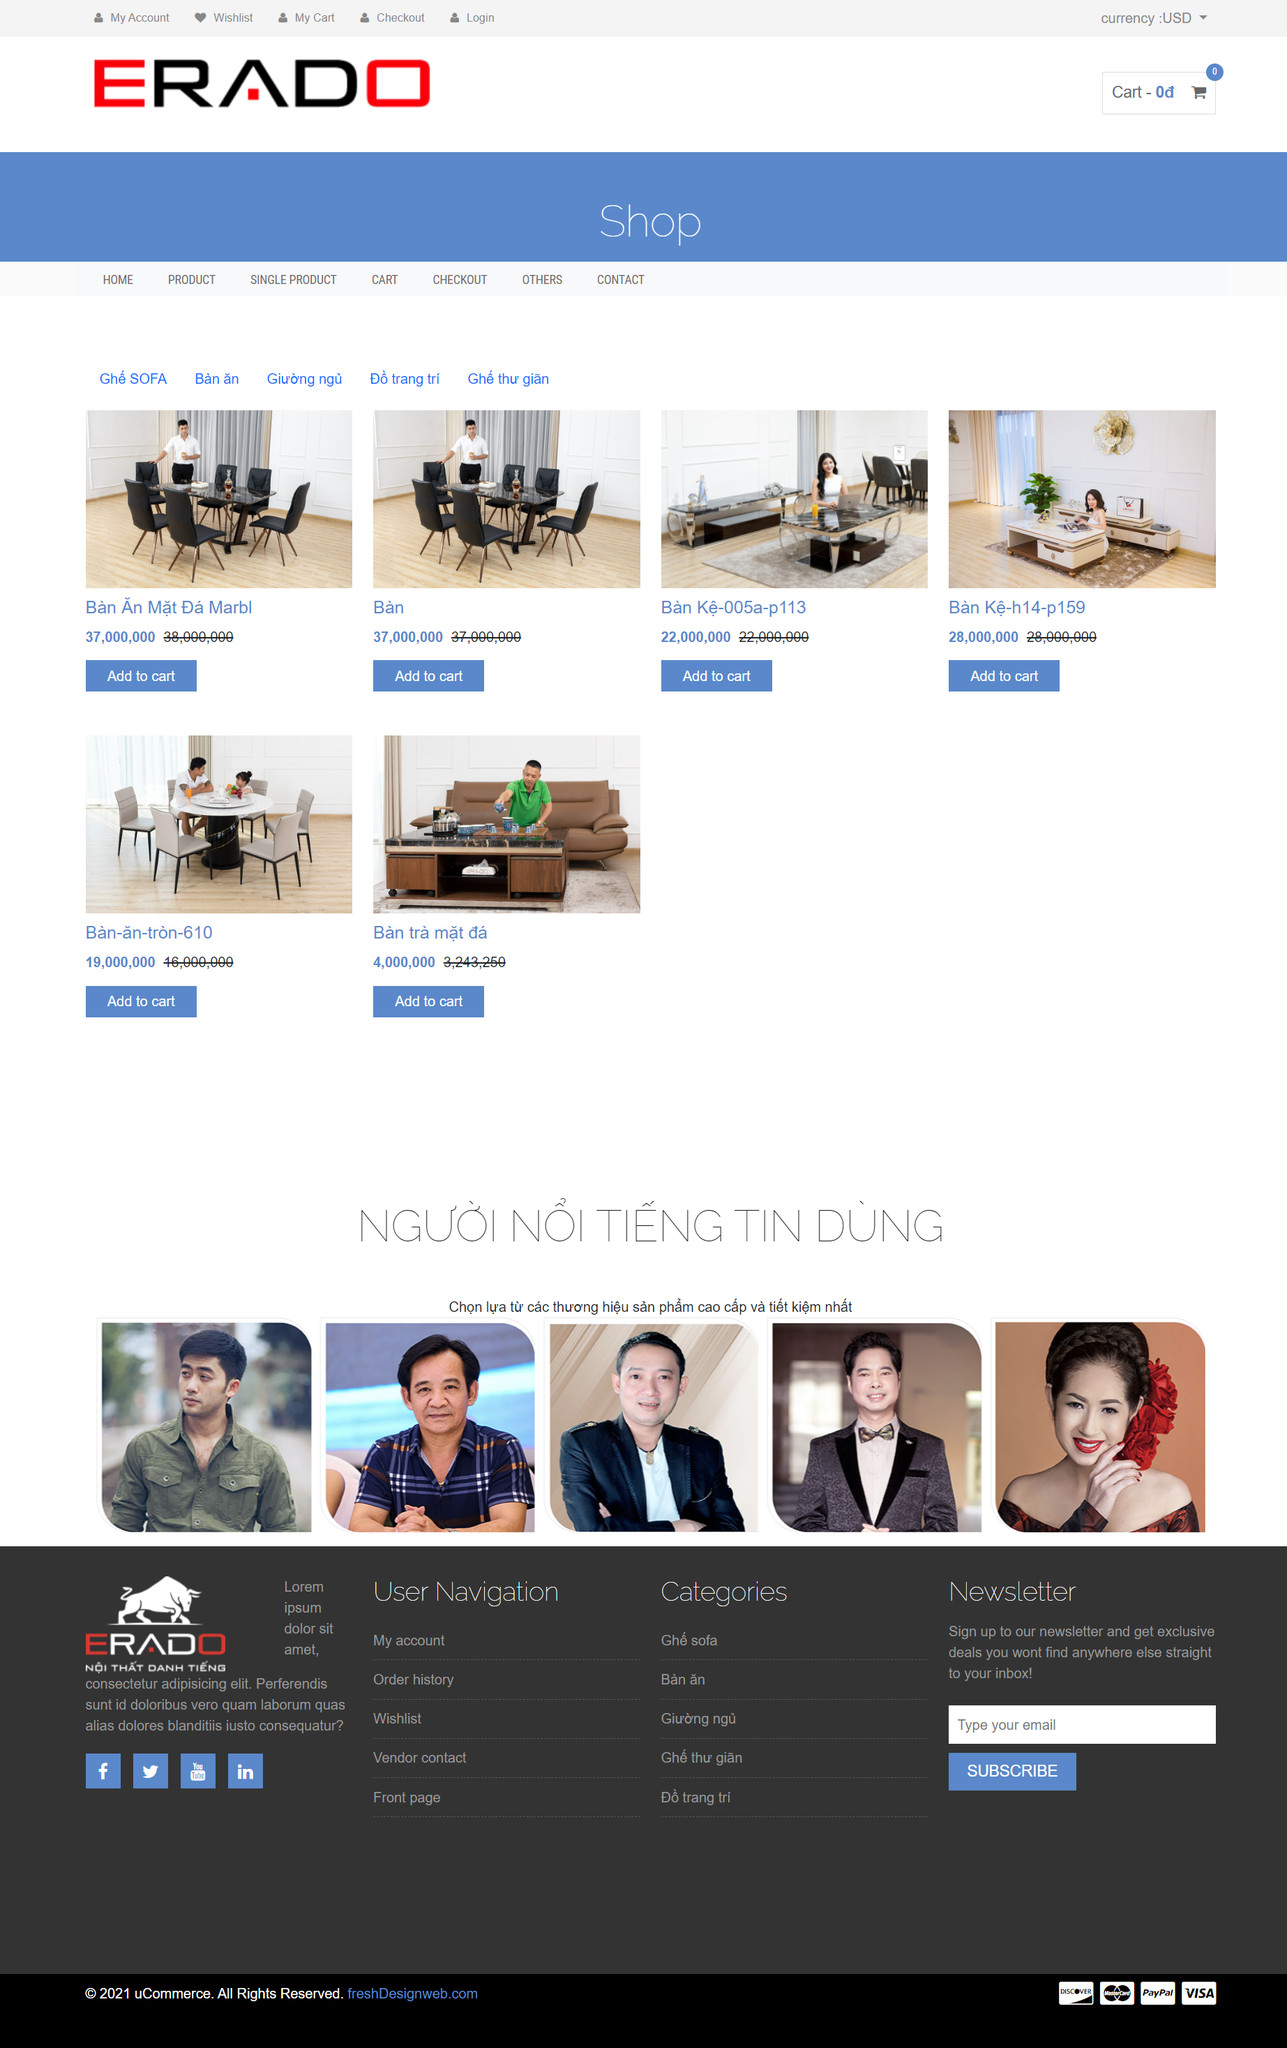 My Account Wishlist My Cart Checkout Login currency :USD
ERADO
0
Cart - 0đ
Shop
HOME PRODUCT SINGLE PRODUCT CART CHECKOUT OTHERS CONTACT
Ghế SOFA Bàn ăn Giường ngủ Đồ trang trí Ghế thư giãn
Bàn Ăn Mặt Đá Marbl
37,000,000 38,000,000
Add to cart
Bàn
37,000,000 37,000,000
Add to cart
Bàn Kệ-005a-p113
22,000,000 22,000,000
Add to cart
Bàn Kệ-h14-p159
28,000,000 28,000,000
Add to cart
Bàn-ăn-tròn-610
19,000,000 16,000,000
Add to cart
Bàn trà mặt đá
4,000,000 3,243,250
Add to cart
NGƯỜI NỔI TIẾNG TIN DÙNG
Chọn lựa từ các thương hiệu sản phẩm cao cấp và tiết kiệm nhất
ERADO
NỘI THẤT DANH TIẾNG
Lorem
ipsum
dolor sit
amet,
consectetur adipisicing elit. Perferendis
sunt id doloribus vero quam laborum quas
alias dolores blanditiis iusto consequatur?
You
Tube
User Navigation
My account
Order history
Wishlist
Vendor contact
Front page
Categories
Ghế sofa
Bàn ăn
Giường ngủ
Ghế thư giãn
Đồ trang trí
Newsletter
Sign up to our newsletter and get exclusive
deals you wont find anywhere else straight
to your inbox!
Type your email
SUBSCRIBE
© 2021 uCommerce. All Rights Reserved. freshDesignweb.com
DISCOVER MasterCard PayPal VISA